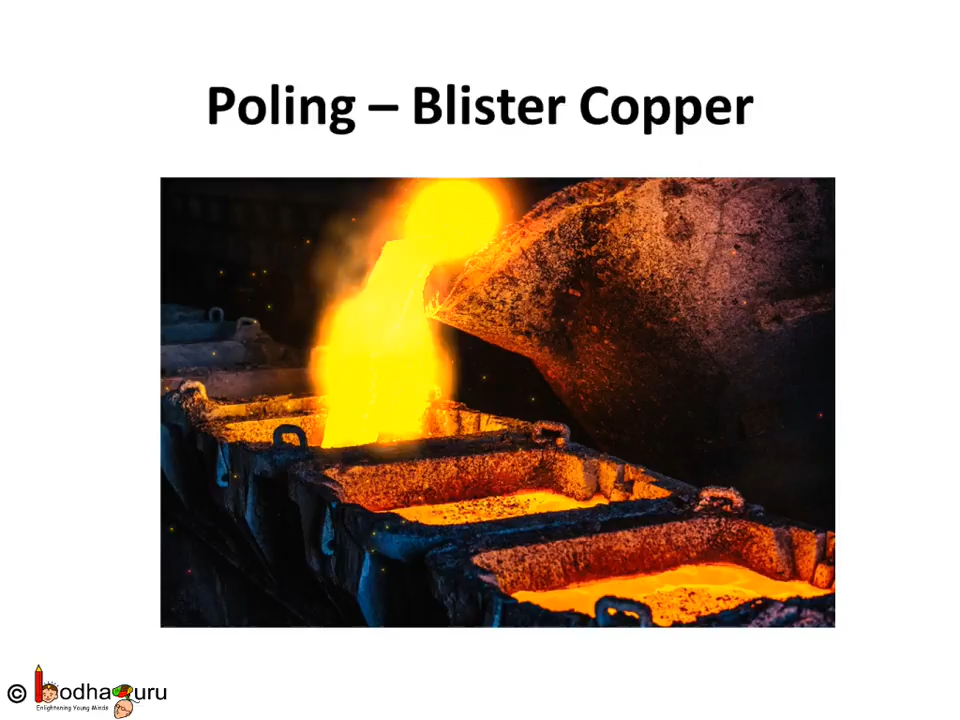 Poling – Blister Copper
© BodhaGuru
Enlightening Young Minds